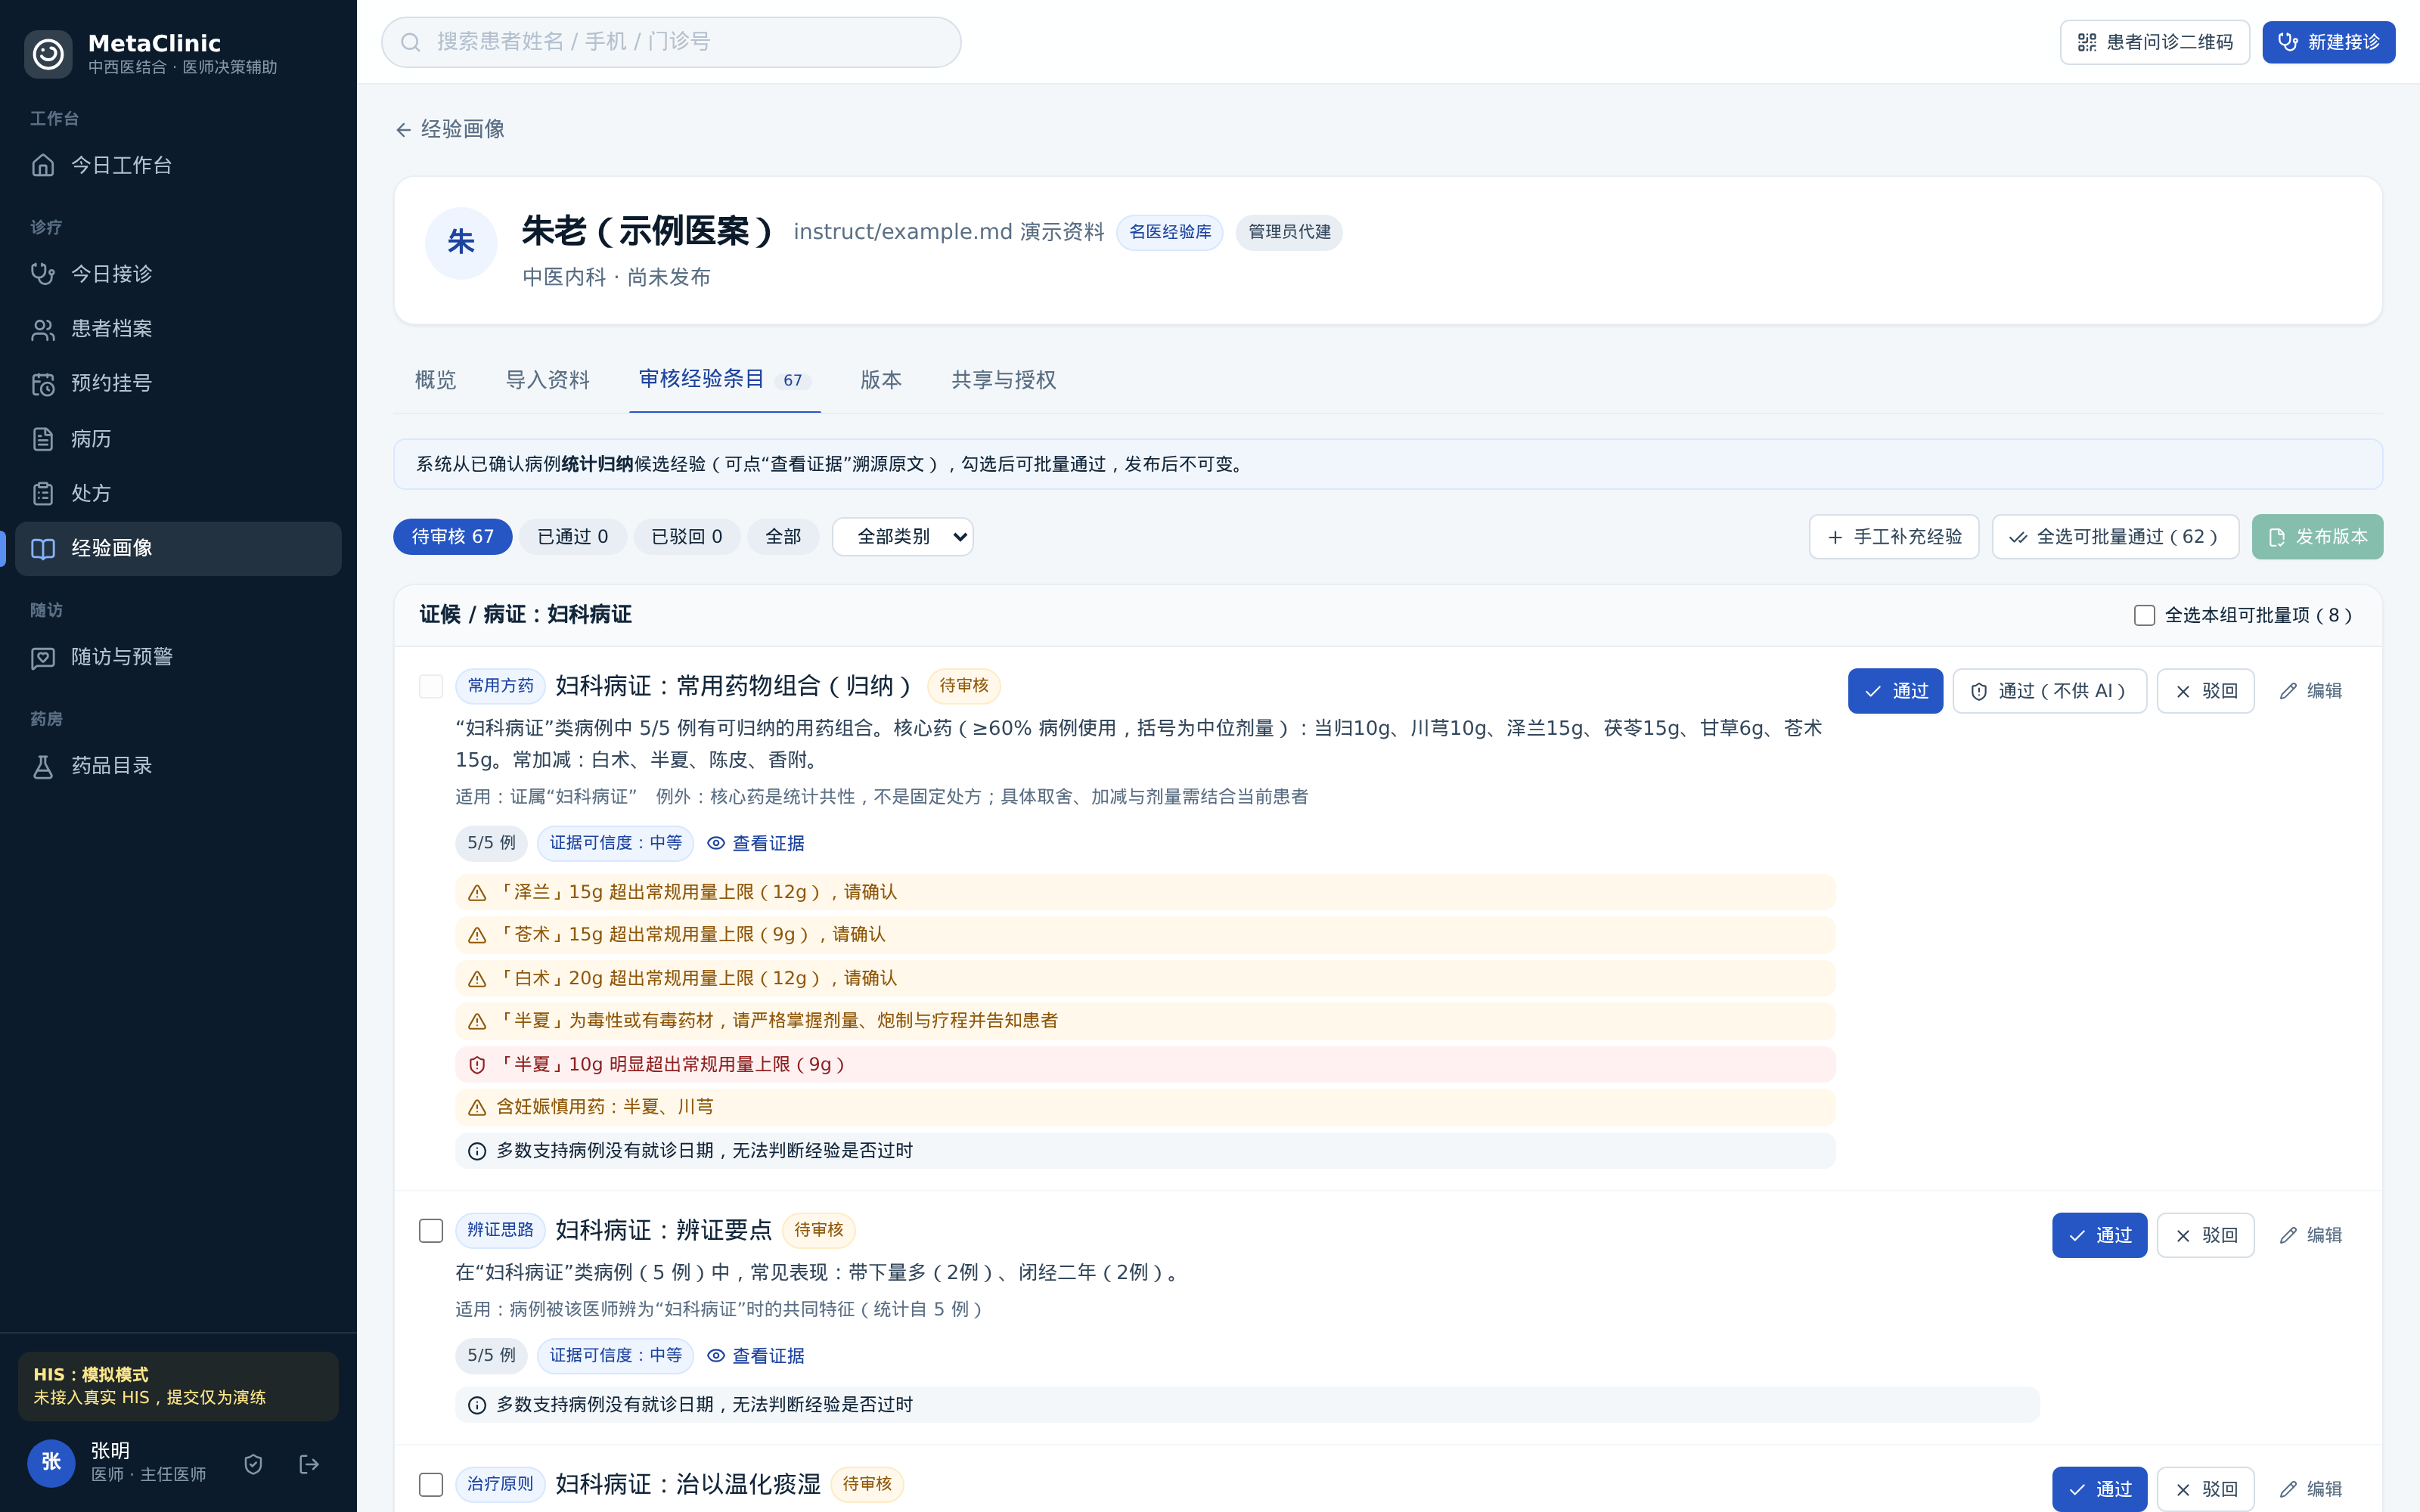 MetaClinic
中西医结合 · 医师决策辅助
工作台
今日工作台
诊疗
今日接诊
患者档案
预约挂号
病历
处方
经验画像
随访
随访与预警
药房
药品目录
HIS：模拟模式
未接入真实 HIS，提交仅为演练
张
张明
医师 · 主任医师
搜索患者姓名 / 手机 / 门诊号
患者问诊二维码
新建接诊
经验画像
朱
朱老（示例医案） instruct/example.md 演示资料 名医经验库 管理员代建
中医内科 · 尚未发布
概览 导入资料 审核经验条目 67 版本 共享与授权
系统从已确认病例统计归纳候选经验（可点“查看证据”溯源原文），勾选后可批量通过，发布后不可变。
待审核 67 已通过 0 已驳回 0 全部 全部类别 手工补充经验 全选可批量通过（62） 发布版本
证候 / 病证：妇科病证 全选本组可批量项（8）
常用方药 妇科病证：常用药物组合（归纳） 待审核 通过 通过（不供 AI） 驳回 编辑
“妇科病证”类病例中 5/5 例有可归纳的用药组合。核心药（≥60% 病例使用，括号为中位剂量）：当归10g、川芎10g、泽兰15g、茯苓15g、甘草6g、苍术
15g。常加减：白术、半夏、陈皮、香附。
适用：证属“妇科病证” 例外：核心药是统计共性，不是固定处方；具体取舍、加减与剂量需结合当前患者
5/5 例 证据可信度：中等 查看证据
「泽兰」15g 超出常规用量上限（12g），请确认
「苍术」15g 超出常规用量上限（9g），请确认
「白术」20g 超出常规用量上限（12g），请确认
「半夏」为毒性或有毒药材，请严格掌握剂量、炮制与疗程并告知患者
「半夏」10g 明显超出常规用量上限（9g）
含妊娠慎用药：半夏、川芎
多数支持病例没有就诊日期，无法判断经验是否过时
辨证思路 妇科病证：辨证要点 待审核 通过 驳回 编辑
在“妇科病证”类病例（5 例）中，常见表现：带下量多（2例）、闭经二年（2例）。
适用：病例被该医师辨为“妇科病证”时的共同特征（统计自 5 例）
5/5 例 证据可信度：中等 查看证据
多数支持病例没有就诊日期，无法判断经验是否过时
治疗原则 妇科病证：治以温化痰湿 待审核 通过 驳回 编辑